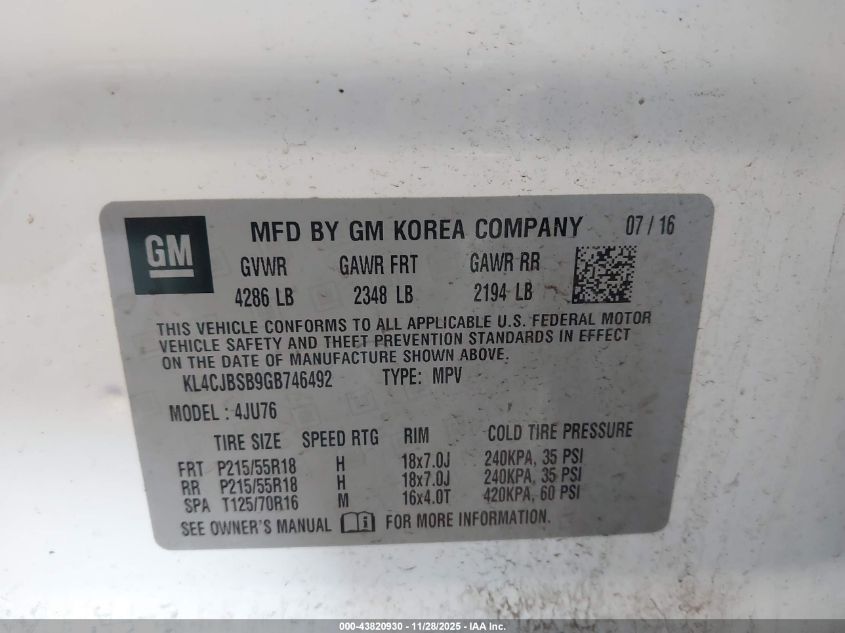 GM
MFD BY GM KOREA COMPANY 07 / 16
GVWR GAWR FRT GAWR RR
4286 LB 2348 LB 2194 LB
THIS VEHICLE CONFORMS TO ALL APPLICABLE U.S. FEDERAL MOTOR
VEHICLE SAFETY AND THEFT PREVENTION STANDARDS IN EFFECT
ON THE DATE OF MANUFACTURE SHOWN ABOVE.
KL4CJBSB9GB746492 TYPE: MPV
MODEL : 4JU76
TIRE SIZE SPEED RTG RIM COLD TIRE PRESSURE
FRT P215/55R18 H 18x7.0J 240KPA, 35 PSI
RR P215/55R18 H 18x7.0J 240KPA, 35 PSI
SPA T125/70R16 M 16x4.0T 420KPA, 60 PSI
SEE OWNER'S MANUAL i FOR MORE INFORMATION.
000-43820930 - 11/28/2025 - IAA Inc.